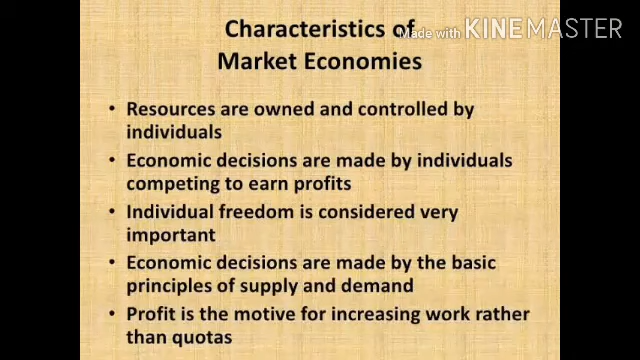 Characteristics of
Made with KINEMASTER
Market Economies
• Resources are owned and controlled by
individuals
• Economic decisions are made by individuals
competing to earn profits
• Individual freedom is considered very
important
• Economic decisions are made by the basic
principles of supply and demand
• Profit is the motive for increasing work rather
than quotas